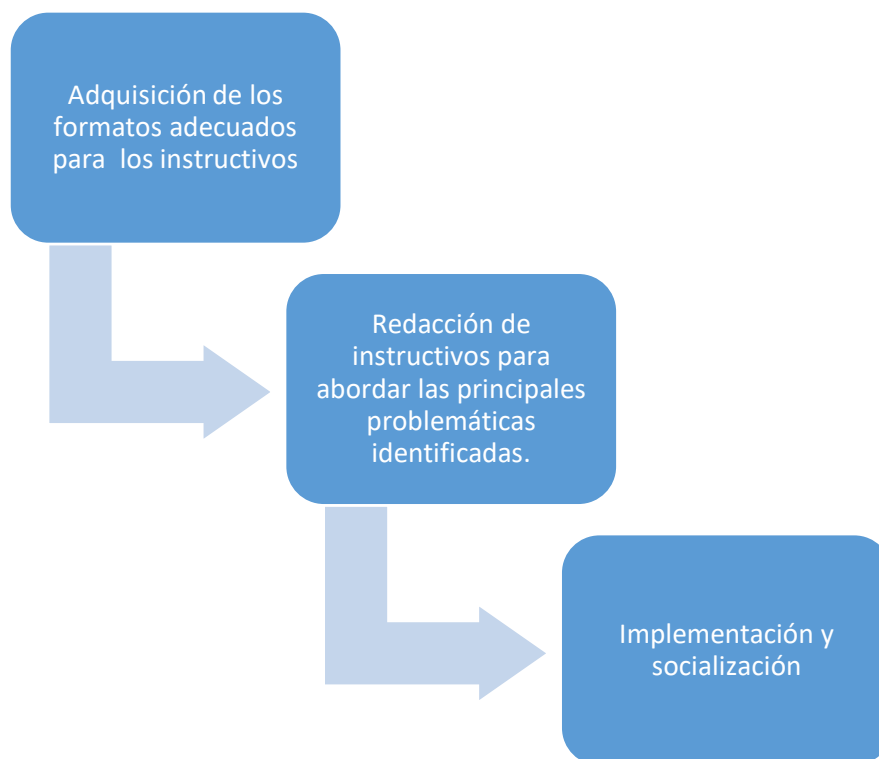 Adquisición de los
formatos adecuados
para  los instructivos
Redacción de
instructivos para
abordar las principales
problemáticas
identificadas.
Implementación y
socialización